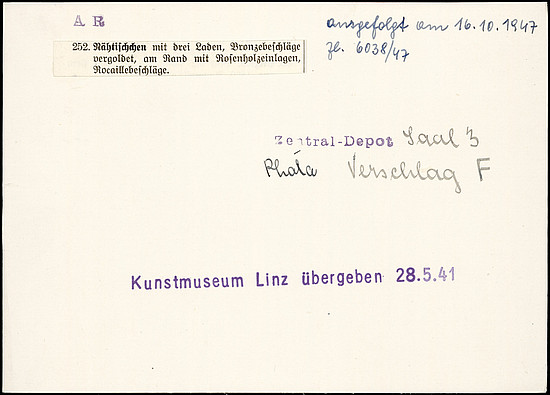 A R
ausgefolgt am 16.10.1947
zl. 6038/47
252. Nähtischchen mit drei Laden, Bronzebeschläge
vergoldet, am Rand mit Rosenholzeinlagen,
Rocaillebeschläge.
Zentral-Depot Saal 3
Verschlag F
Kunstmuseum Linz übergeben 28.5.41